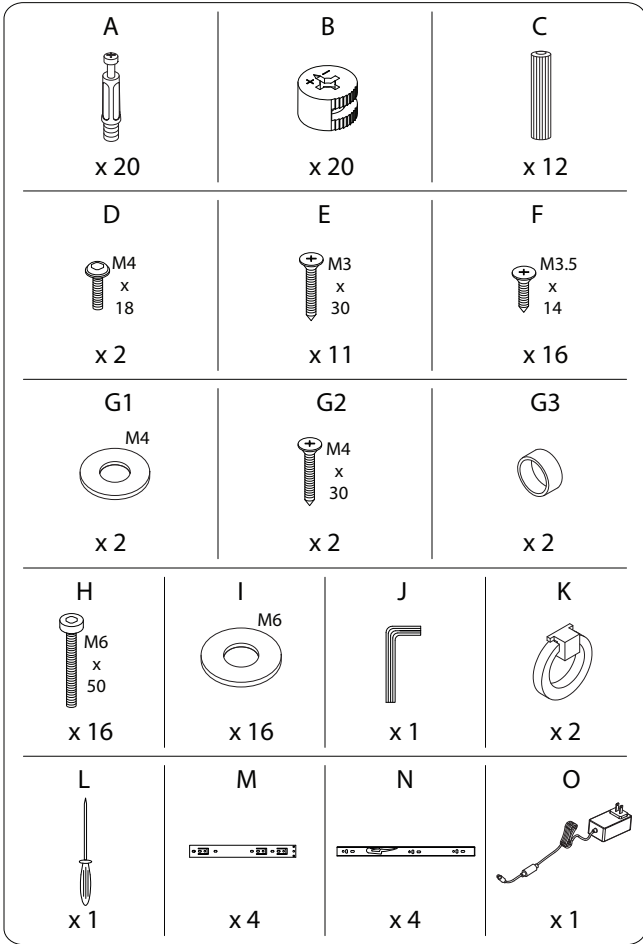 A B C
x 20 x 20 x 12
D E F
M4 x 18 M3 x 30 M3.5 x 14
x 2 x 11 x 16
G1 G2 G3
M4 M4 x 30
x 2 x 2 x 2
H I J K
M6 x 50 M6
x 16 x 16 x 1 x 2
L M N O
x 1 x 4 x 4 x 1